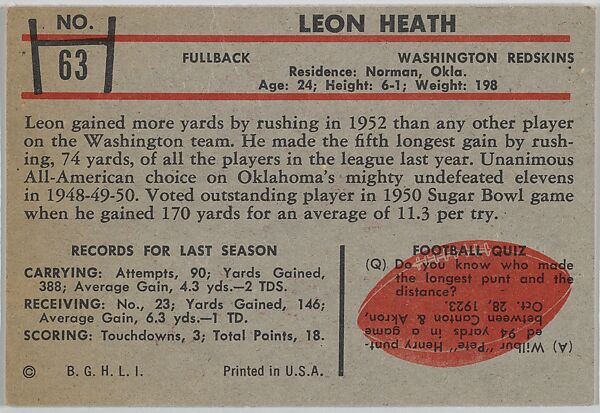 NO.
63
LEON HEATH
FULLBACK WASHINGTON REDSKINS
Residence: Norman, Okla.
Age: 24; Height: 6-1; Weight: 198
Leon gained more yards by rushing in 1952 than any other player
on the Washington team. He made the fifth longest gain by rush-
ing, 74 yards, of all the players in the league last year. Unanimous
All-American choice on Oklahoma's mighty undefeated elevens
in 1948-49-50. Voted outstanding player in 1950 Sugar Bowl game
when he gained 170 yards for an average of 11.3 per try.
RECORDS FOR LAST SEASON
CARRYING: Attempts, 90; Yards Gained,
388; Average Gain, 4.3 yds.—2 TDS.
RECEIVING: No., 23; Yards Gained, 146;
Average Gain, 6.3 yds.—1 TD.
SCORING: Touchdowns, 3; Total Points, 18.
© B. G. H. L. I. Printed in U.S.A.
FOOTBALL QUIZ
(Q) Do you know who made
the longest punt and the
distance?
(A) Wilbur "Pete" Henry punt-
ed 94 yards in a game
between Canton & Akron,
Oct. 28, 1923.